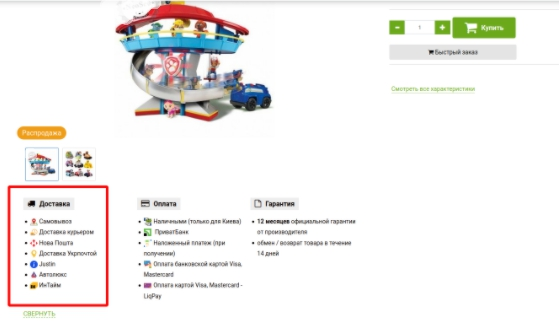 − 1 +
Купить
Быстрый заказ
Смотреть все характеристики
Распродажа
Доставка
Самовывоз
Доставка курьером
Нова Пошта
Доставка Укрпочтой
Justin
Автолюкс
ИнТайм
Оплата
Наличными (только для Киева)
ПриватБанк
Наложенный платеж (при
получении)
Оплата банковской картой Visa,
Mastercard
Оплата картой Visa, Mastercard -
LiqPay
Гарантия
12 месяцев официальной гарантии
от производителя
обмен / возврат товара в течение
14 дней
СВЕРНУТЬ